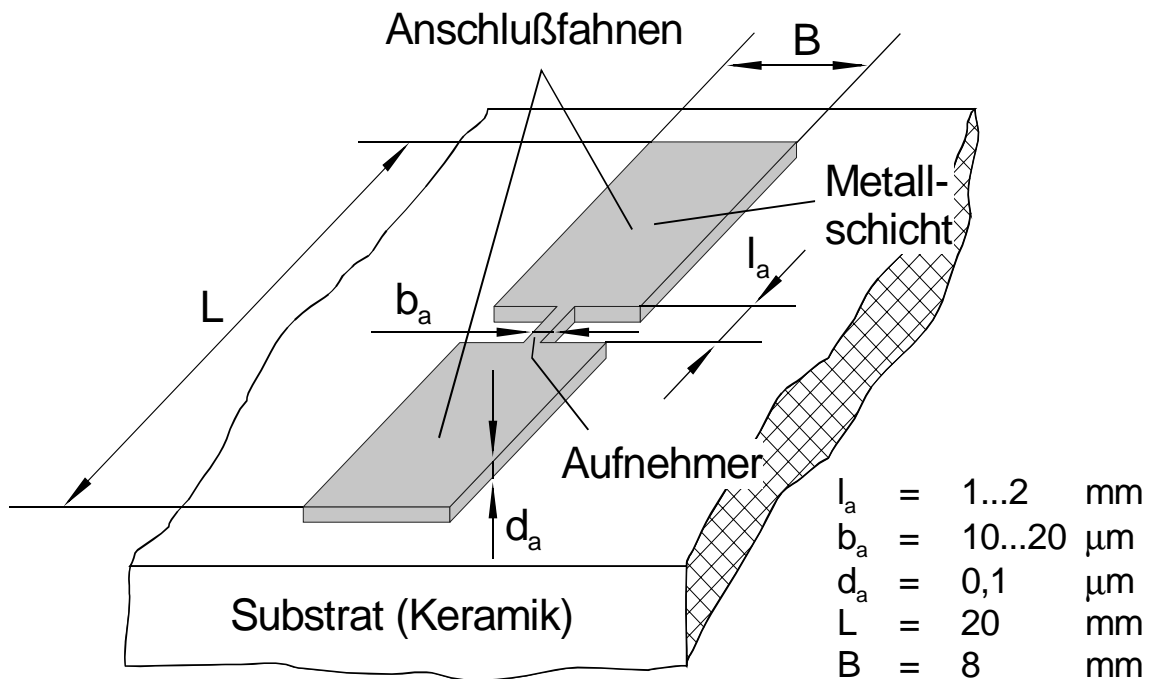 Anschlußfahnen
B
Metall-
schicht
l_a
L
b_a
Aufnehmer
d_a
Substrat (Keramik)
l_a = 1...2 mm
b_a = 10...20 μm
d_a = 0,1 μm
L = 20 mm
B = 8 mm